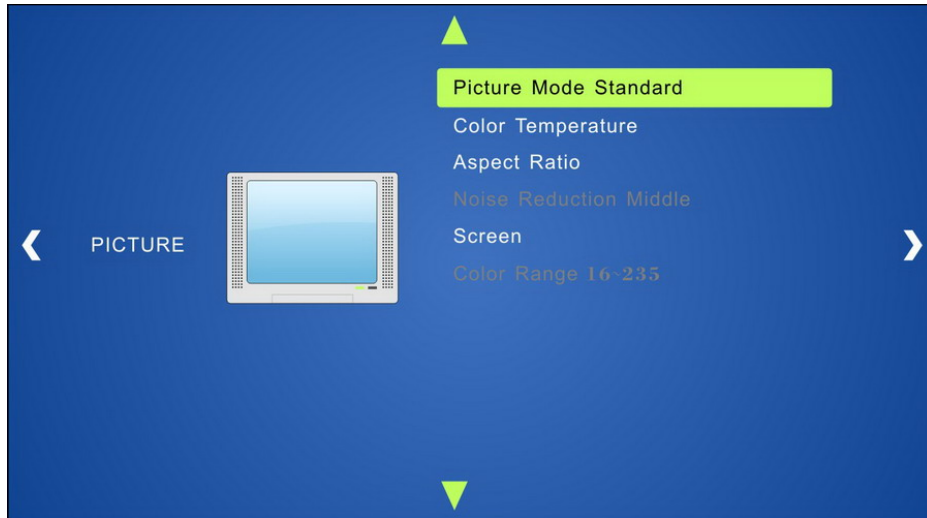 Picture Mode Standard
Color Temperature
Aspect Ratio
Noise Reduction Middle
PICTURE
Screen
Color Range 16~235